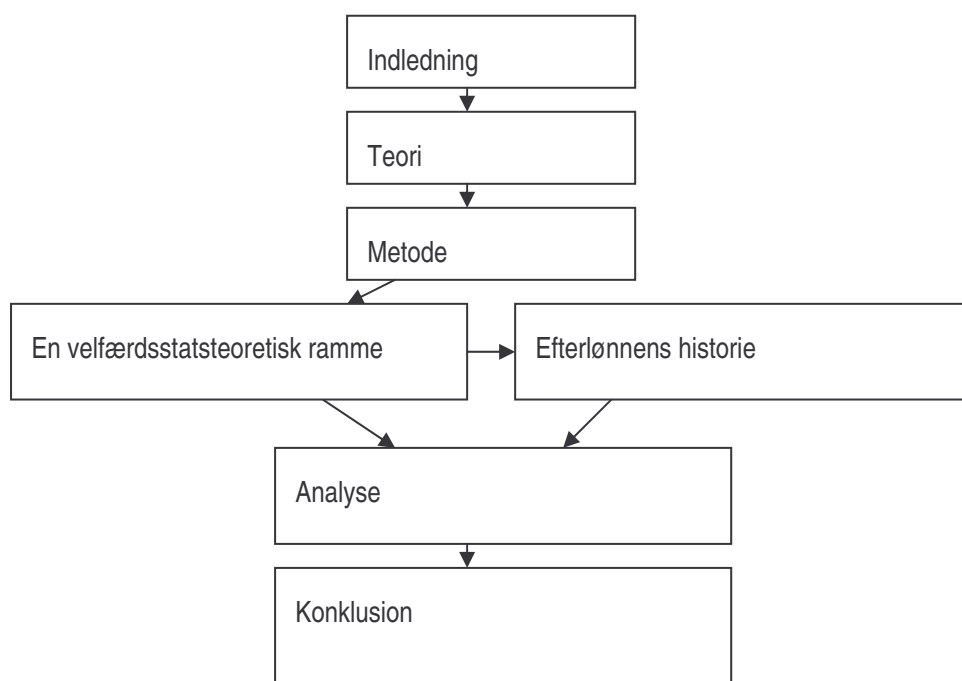 Indledning
Teori
Metode
En velfærdsstatsteoretisk ramme
Efterlønnens historie
Analyse
Konklusion